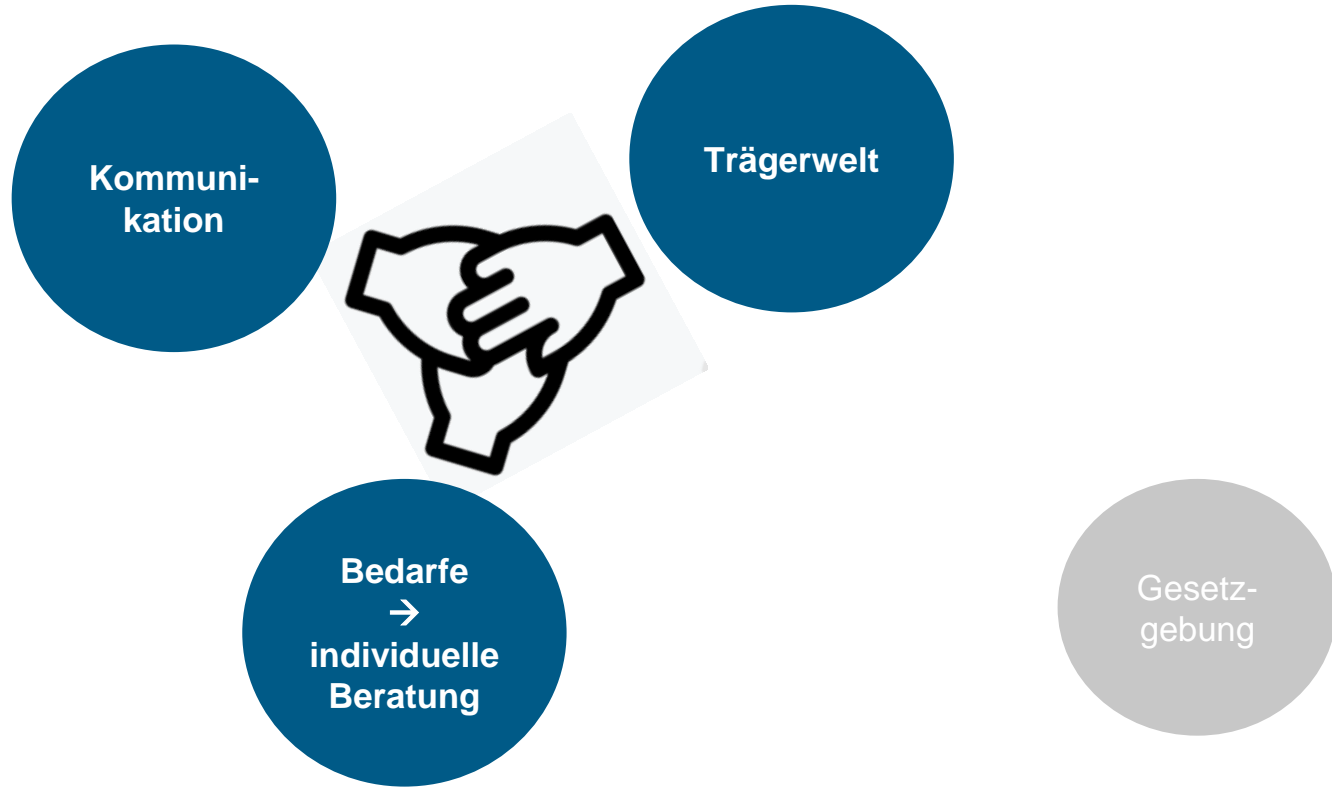 Kommuni-
kation
Trägerwelt
Bedarfe
→
individuelle
Beratung
Gesetz-
gebung